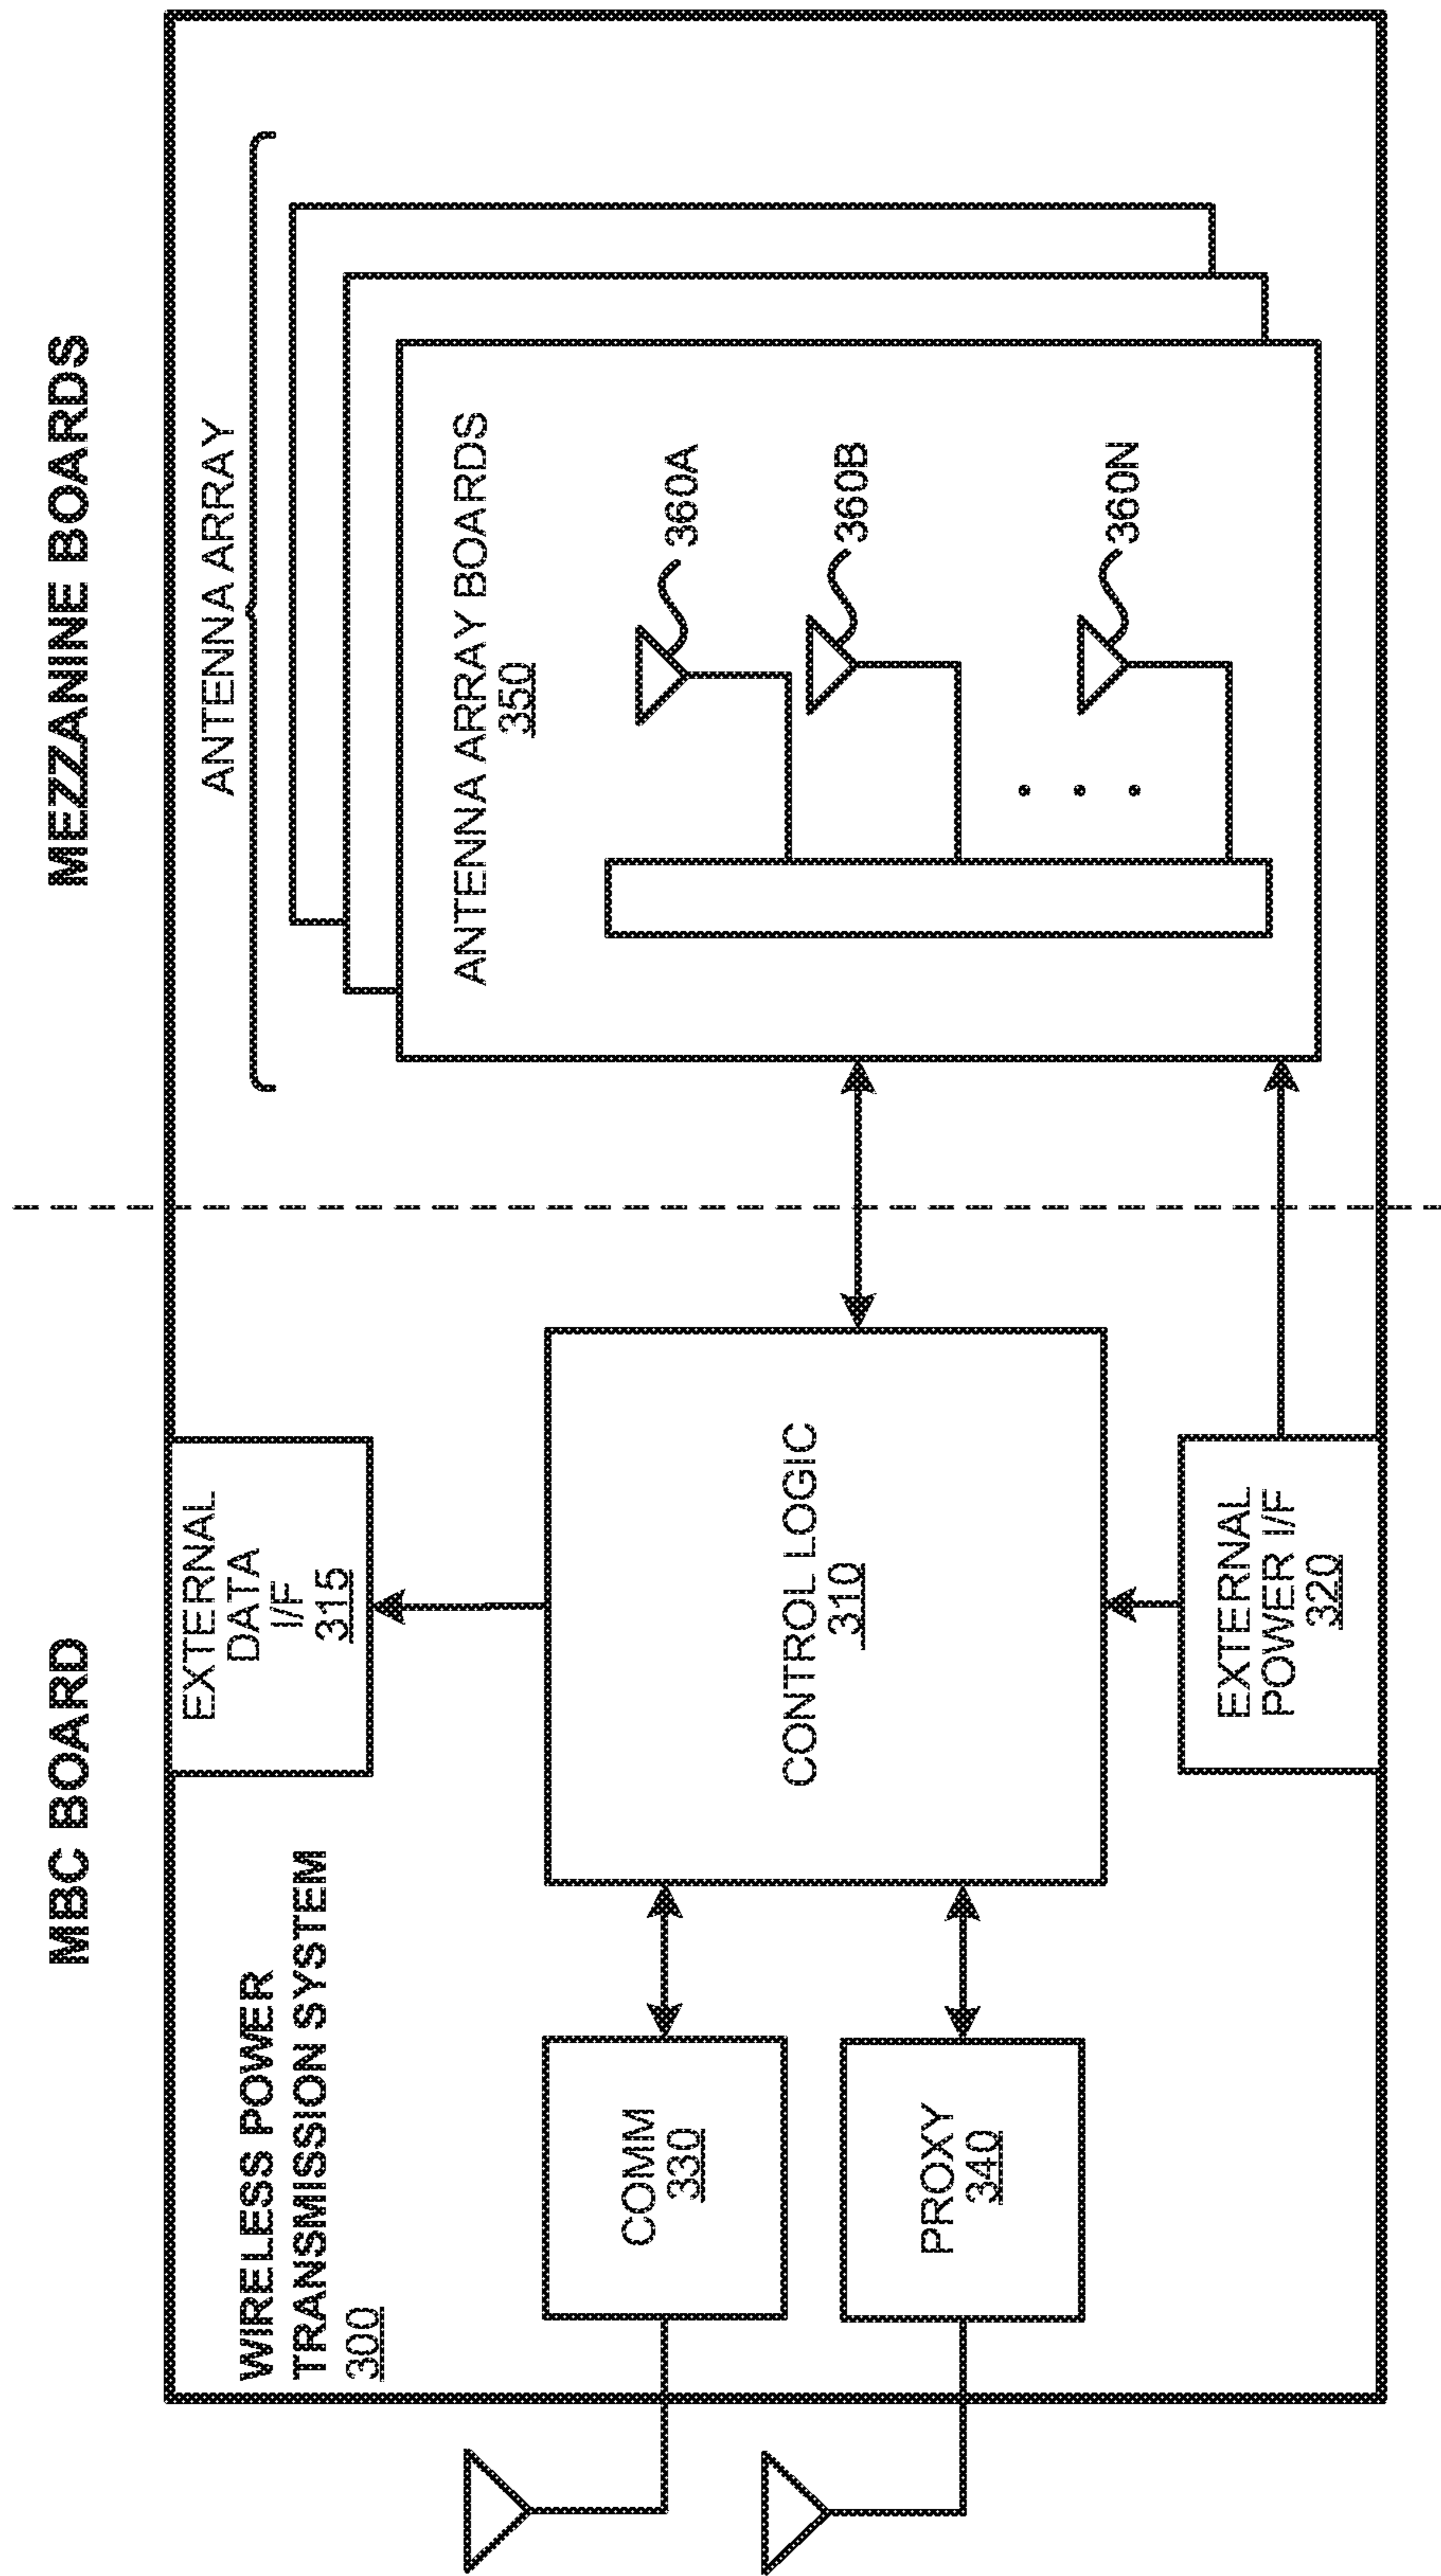 MBC BOARD
MEZZANINE BOARDS
WIRELESS POWER
TRANSMISSION SYSTEM
300
EXTERNAL
DATA
I/F
315
COMM
330
PROXY
340
CONTROL LOGIC
310
EXTERNAL
POWER I/F
320
ANTENNA ARRAY
ANTENNA ARRAY BOARDS
350
360A
360B
360N